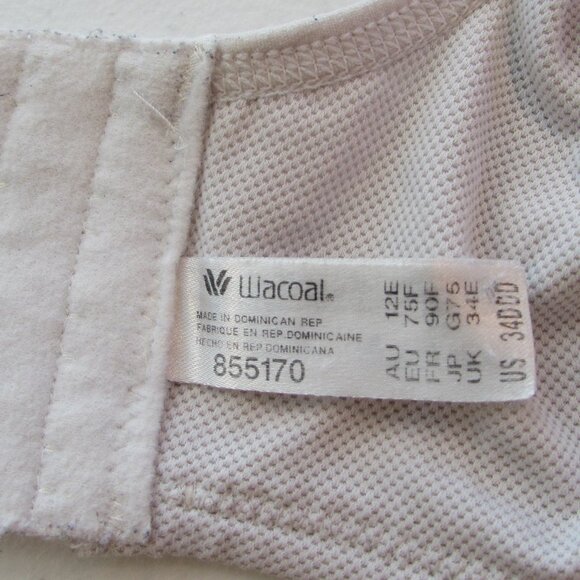 Wacoal®
MADE IN DOMINICAN REP
FABRIQUE EN REP.DOMINICAINE
HECHO EN REP.DOMINICANA
855170
AU 12E
EU 75F
FR 90F
JP G75
UK 34E
US 34DDD